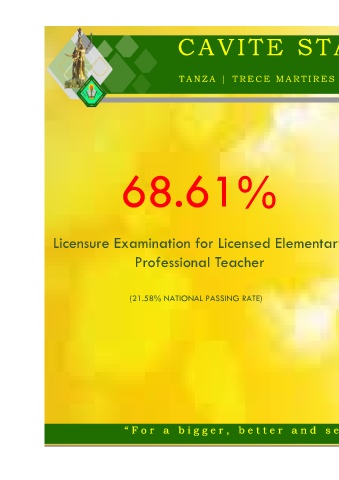 CAVITE STA
TANZA | TRECE MARTIRES
68.61%
Licensure Examination for Licensed Elementar
Professional Teacher
(21.58% NATIONAL PASSING RATE)
"For a bigger, better and se